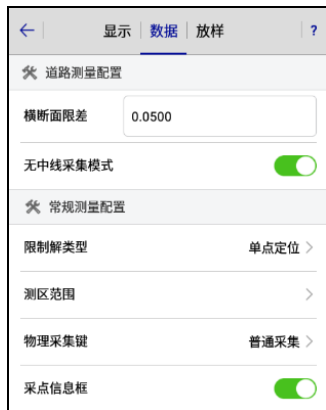 显示 数据 放样 ?
道路测量配置
横断面限差 0.0500
无中线采集模式
常规测量配置
限制解类型 单点定位
测区范围
物理采集键 普通采集
采点信息框